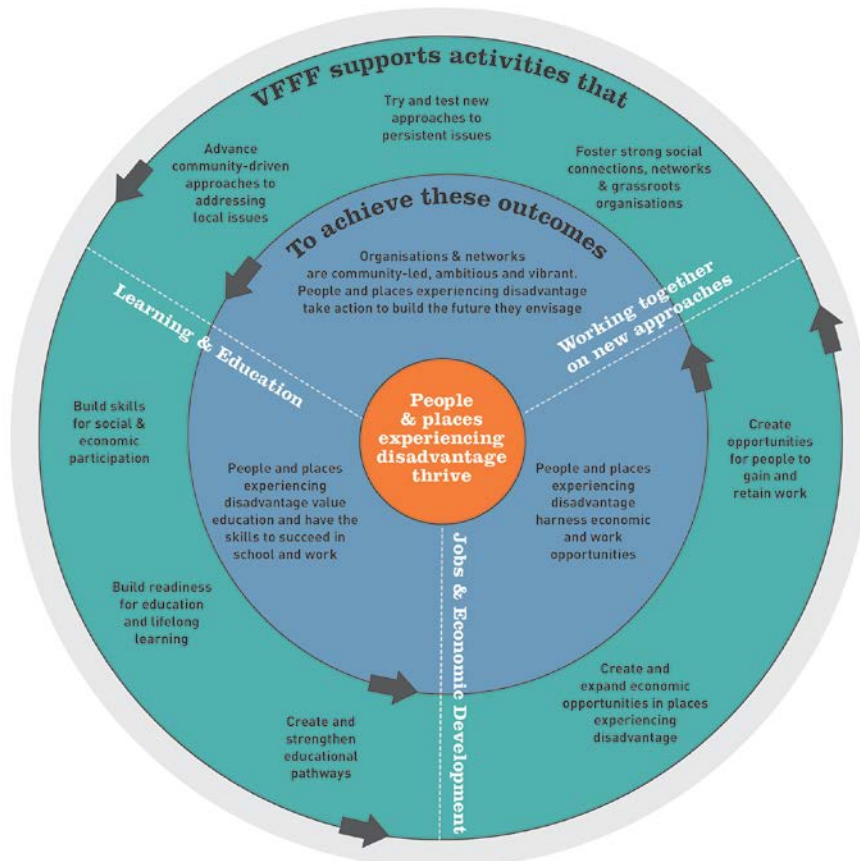 VFFF supports activities that
Try and test new
approaches to
persistent issues
Advance
community-driven
approaches to
addressing
local issues
Foster strong social
connections, networks
& grassroots
organisations
To achieve these outcomes
Organisations & networks
are community-led, ambitious and vibrant.
People and places experiencing disadvantage
take action to build the future they envisage
Learning & Education
Working together
on new approaches
People
& places
experiencing
disadvantage
thrive
Build skills
for social &
economic
participation
People and places
experiencing
disadvantage value
education and have the
skills to succeed in
school and work
People and places
experiencing
disadvantage
harness economic
and work
opportunities
Create
opportunities
for people to
gain and
retain work
Jobs & Economic Development
Build readiness
for education
and lifelong
learning
Create and
strengthen
educational
pathways
Create and
expand economic
opportunities in places
experiencing
disadvantage